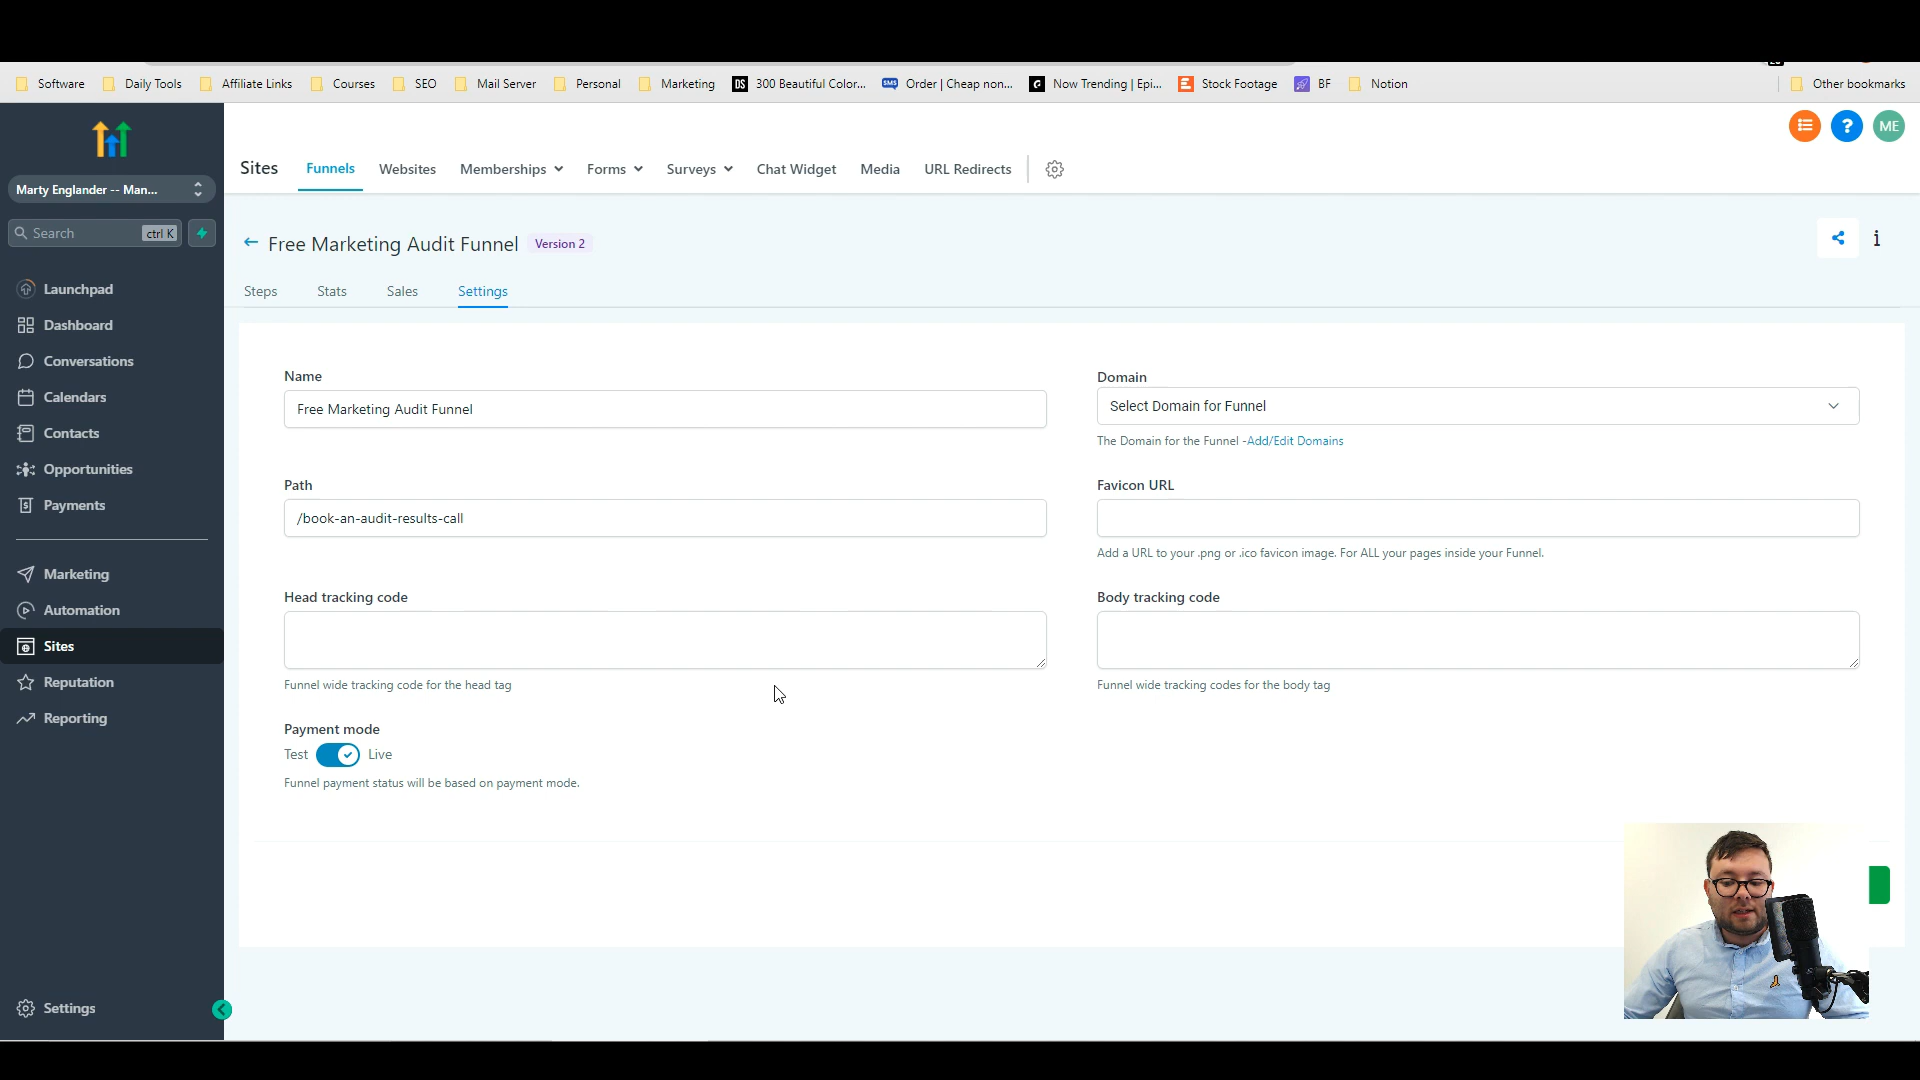 Software
Daily Tools
Affiliate Links
Courses
SEO
Mail Server
Personal
Marketing
DS
300 Beautiful Color...
SMS
Order | Cheap non...
Now Trending | Epi...
Stock Footage
BF
Notion
Other bookmarks
? ME
Sites
Funnels
Websites
Memberships
Forms
Surveys
Chat Widget
Media
URL Redirects
Marty Englander -- Man...
Search
ctrl K
Launchpad
Dashboard
Conversations
Calendars
Contacts
Opportunities
Payments
Marketing
Automation
Sites
Reputation
Reporting
Settings
Free Marketing Audit Funnel
Version 2
i
Steps
Stats
Sales
Settings
Name
Free Marketing Audit Funnel
Domain
Select Domain for Funnel
The Domain for the Funnel -Add/Edit Domains
Path
/book-an-audit-results-call
Favicon URL
Add a URL to your .png or .ico favicon image. For ALL your pages inside your Funnel.
Head tracking code
Funnel wide tracking code for the head tag
Body tracking code
Funnel wide tracking codes for the body tag
Payment mode
Test
Live
Funnel payment status will be based on payment mode.